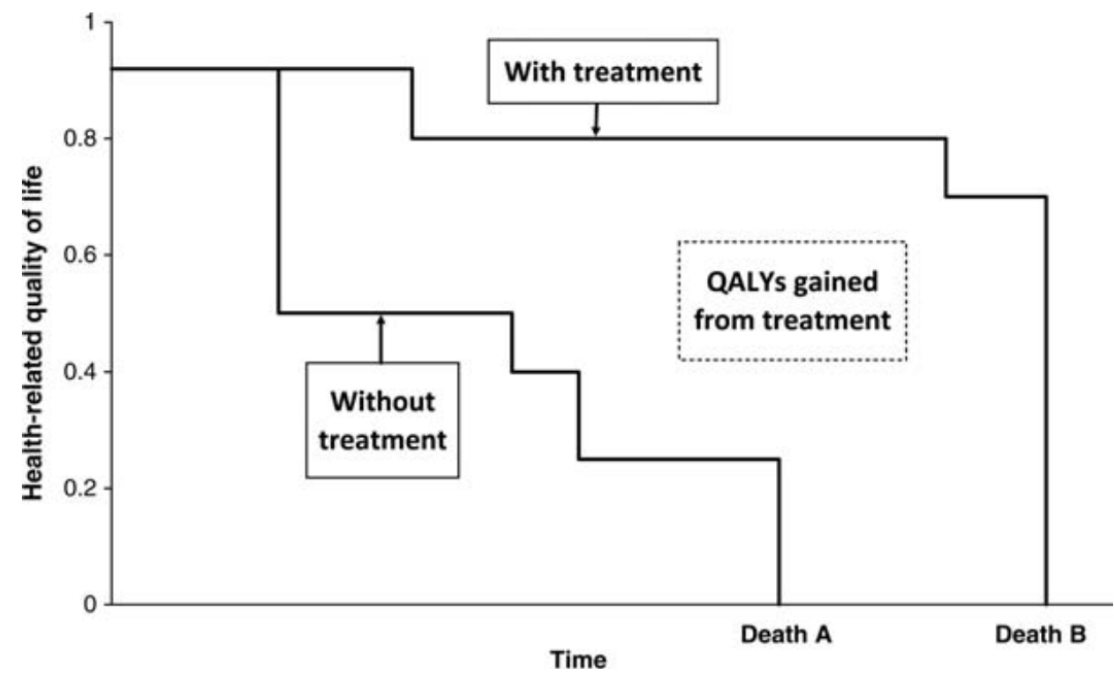 1
0.8
0.6
0.4
0.2
0
Health-related quality of life
With treatment
QALYs gained
from treatment
Without
treatment
Death A
Death B
Time